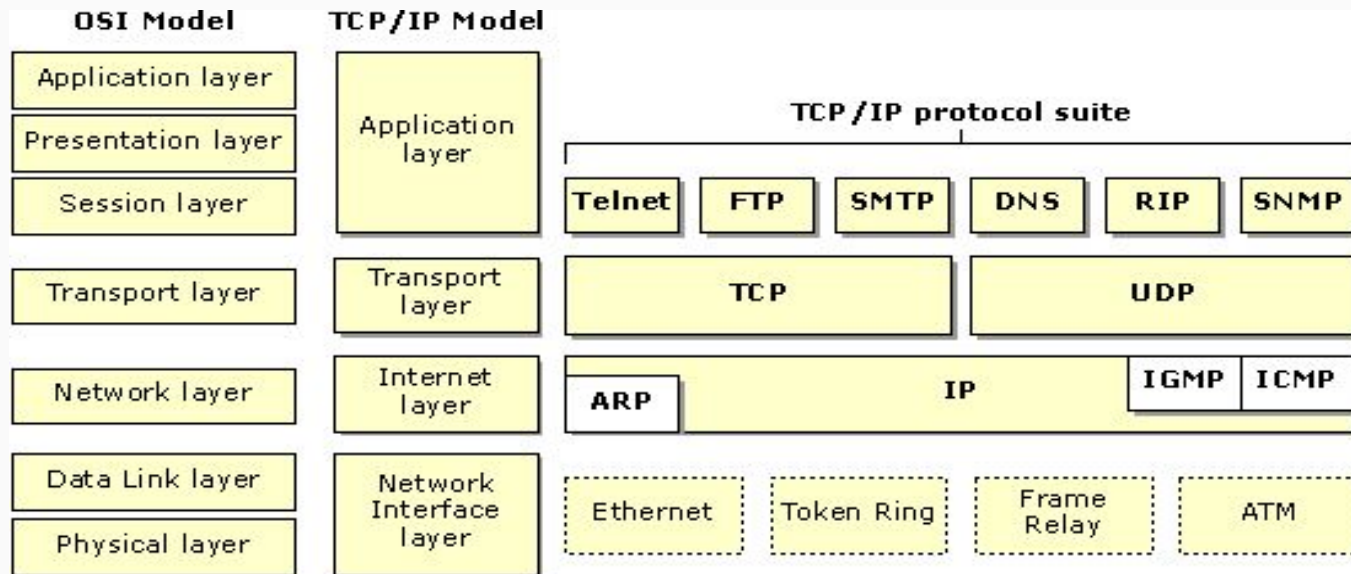 OSI Model
TCP/IP Model
Application layer
Presentation layer
Session layer
Transport layer
Network layer
Data Link layer
Physical layer
Application
layer
Transport
layer
Internet
layer
Network
Interface
layer
TCP/IP protocol suite
Telnet
FTP
SMTP
DNS
RIP
SNMP
TCP
UDP
ARP
IP
IGMP
ICMP
Ethernet
Token Ring
Frame
Relay
ATM